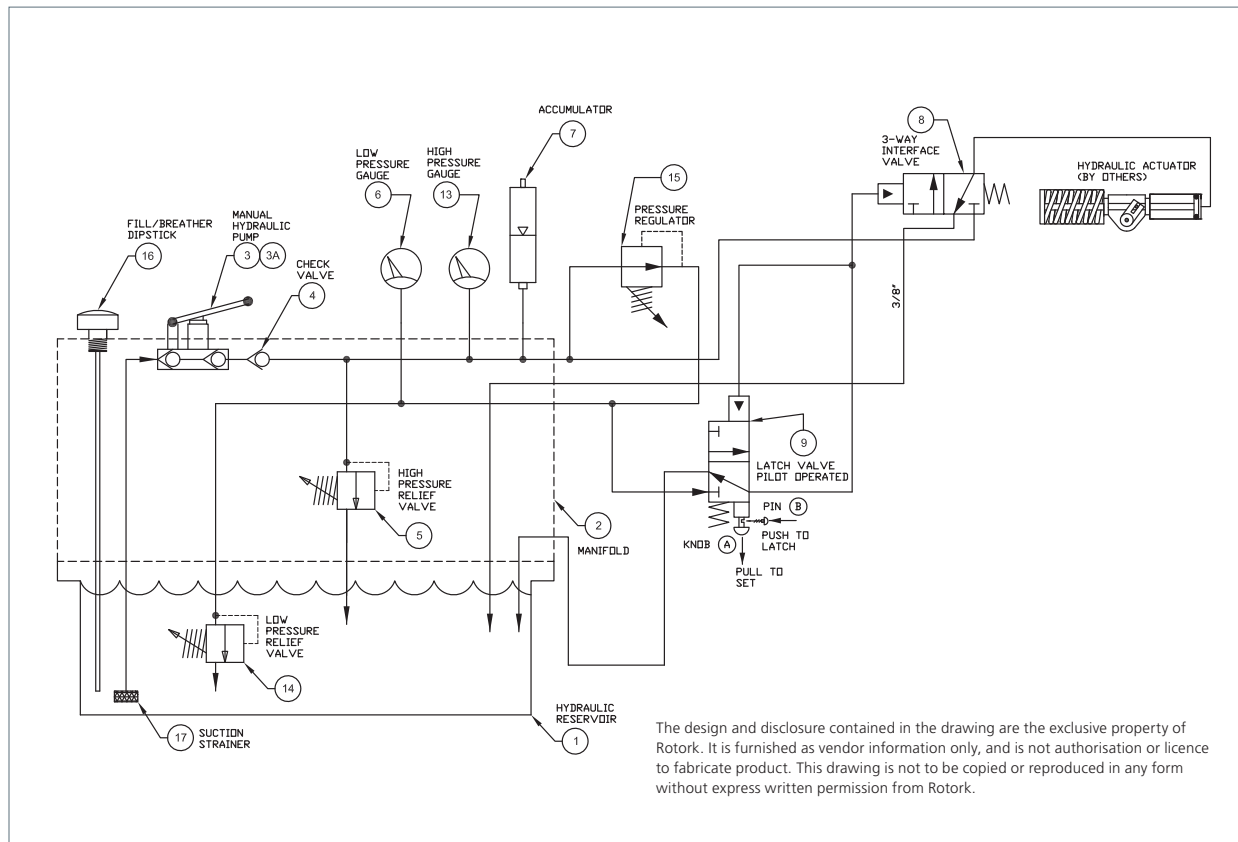 ACCUMULATOR
7
8
3-WAY
INTERFACE
VALVE
LOW
PRESSURE
GAUGE
6
HIGH
PRESSURE
GAUGE
13
15
PRESSURE
REGULATOR
HYDRAULIC ACTUATOR
(BY OTHERS)
FILL/BREATHER
DIPSTICK
16
MANUAL
HYDRAULIC
PUMP
3
3A
CHECK
VALVE
4
3/8"
9
LATCH VALVE
PILOT OPERATED
HIGH
PRESSURE
RELIEF
VALVE
5
2
MANIFOLD
PIN B
PUSH TO
LATCH
KNOB A
PULL TO
SET
LOW
PRESSURE
RELIEF
VALVE
14
HYDRAULIC
RESERVOIR
1
17
SUCTION
STRAINER
The design and disclosure contained in the drawing are the exclusive property of
Rotork. It is furnished as vendor information only, and is not authorisation or licence
to fabricate product. This drawing is not to be copied or reproduced in any form
without express written permission from Rotork.